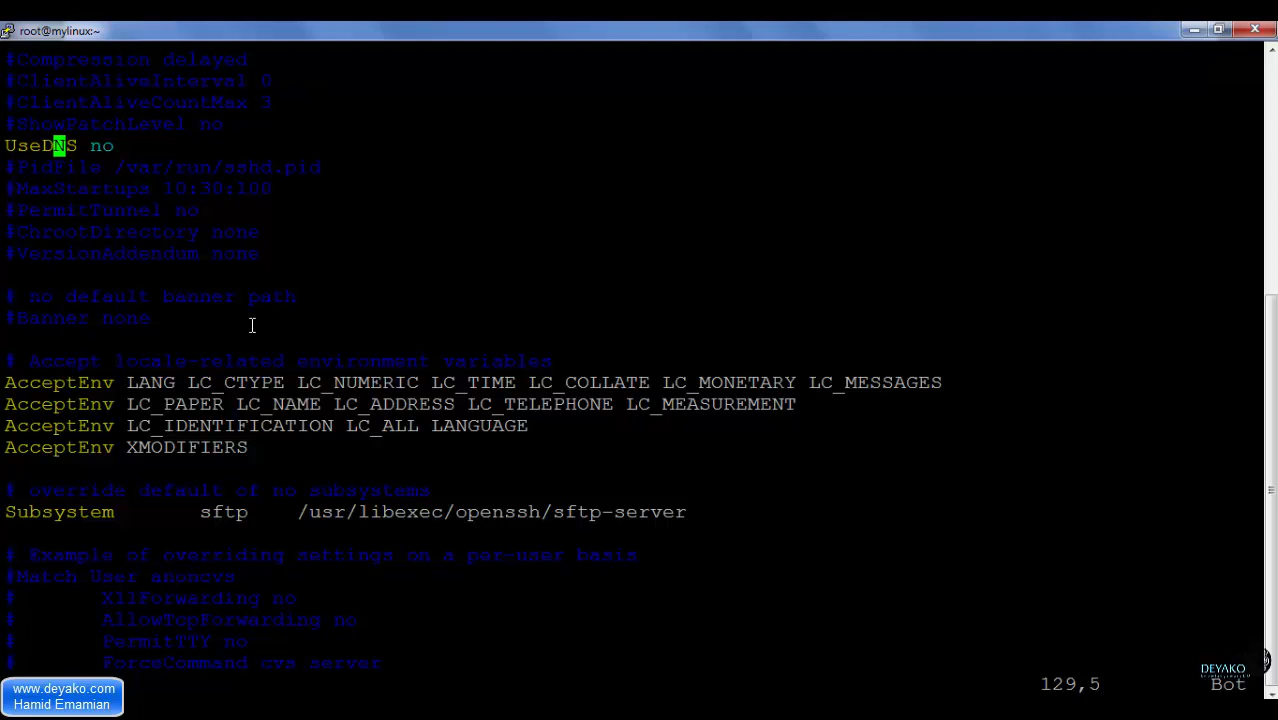 root@mylinux:~
#Compression delayed
#ClientAliveInterval 0
#ClientAliveCountMax 3
#ShowPatchLevel no
UseDNS no
#PidFile /var/run/sshd.pid
#MaxStartups 10:30:100
#PermitTunnel no
#ChrootDirectory none
#VersionAddendum none
# no default banner path
#Banner none
# Accept locale-related environment variables
AcceptEnv LANG LC_CTYPE LC_NUMERIC LC_TIME LC_COLLATE LC_MONETARY LC_MESSAGES
AcceptEnv LC_PAPER LC_NAME LC_ADDRESS LC_TELEPHONE LC_MEASUREMENT
AcceptEnv LC_IDENTIFICATION LC_ALL LANGUAGE
AcceptEnv XMODIFIERS
# override default of no subsystems
Subsystem sftp /usr/libexec/openssh/sftp-server
# Example of overriding settings on a per-user basis
#Match User anoncvs
# X11Forwarding no
# AllowTcpForwarding no
# PermitTTY no
# ForceCommand cvs server
129,5 Bot
DEYAKO
www.deyako.com
Hamid Emamian